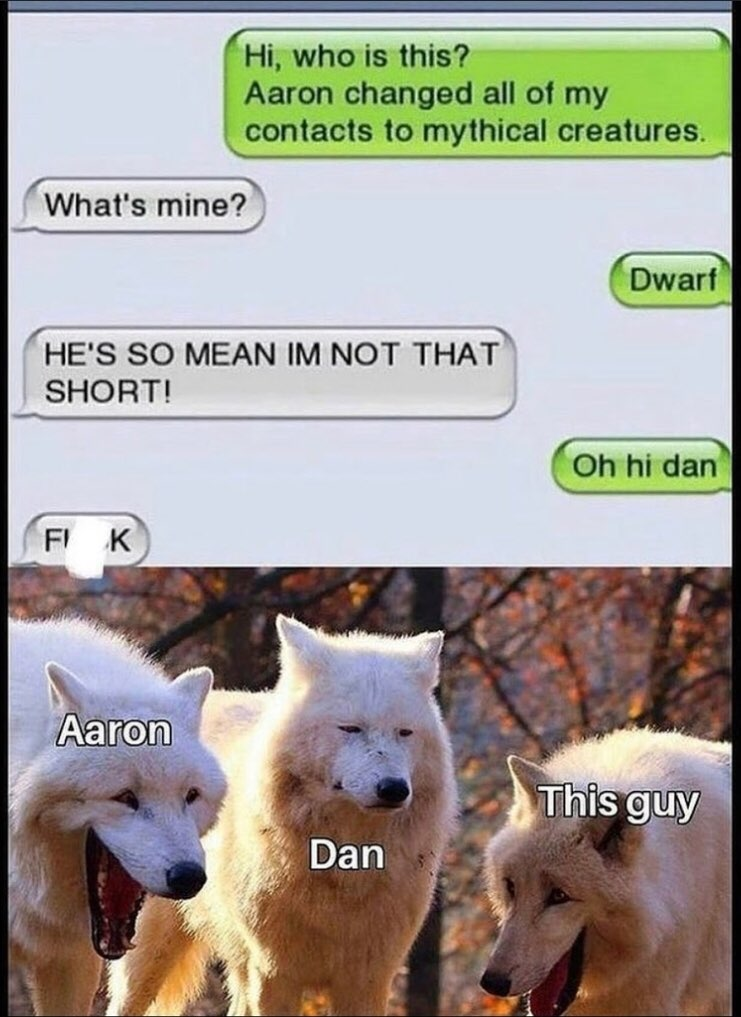 Hi, who is this?
Aaron changed all of my
contacts to mythical creatures.
What's mine?
Dwarf
HE'S SO MEAN IM NOT THAT
SHORT!
Oh hi dan
F K
Aaron
Dan
This guy